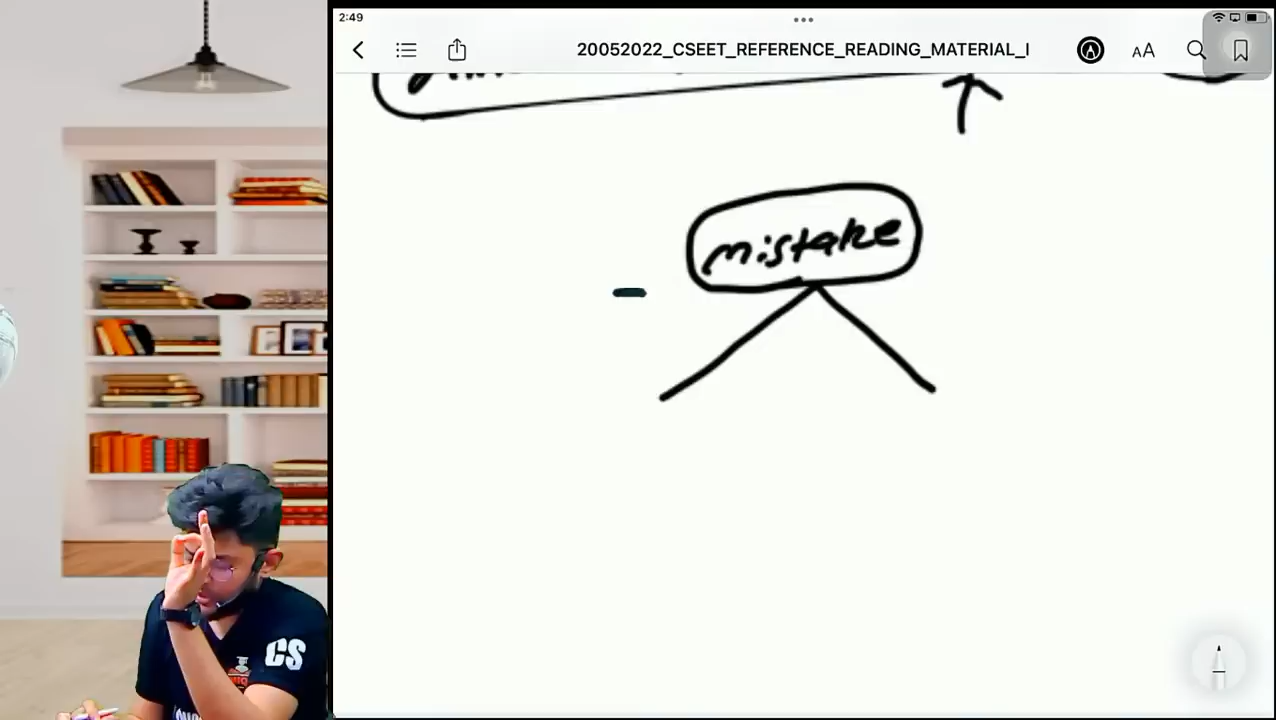 2:49
20052022_CSEET_REFERENCE_READING_MATERIAL_I
AA
mistake
CS